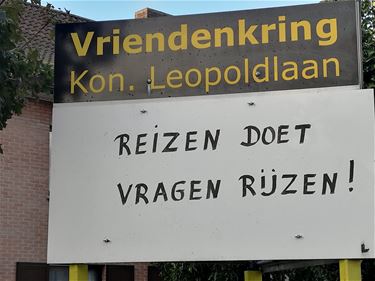 Vriendenkring
Kon. Leopoldlaan
REIZEN DOET
VRAGEN RIJZEN!
L